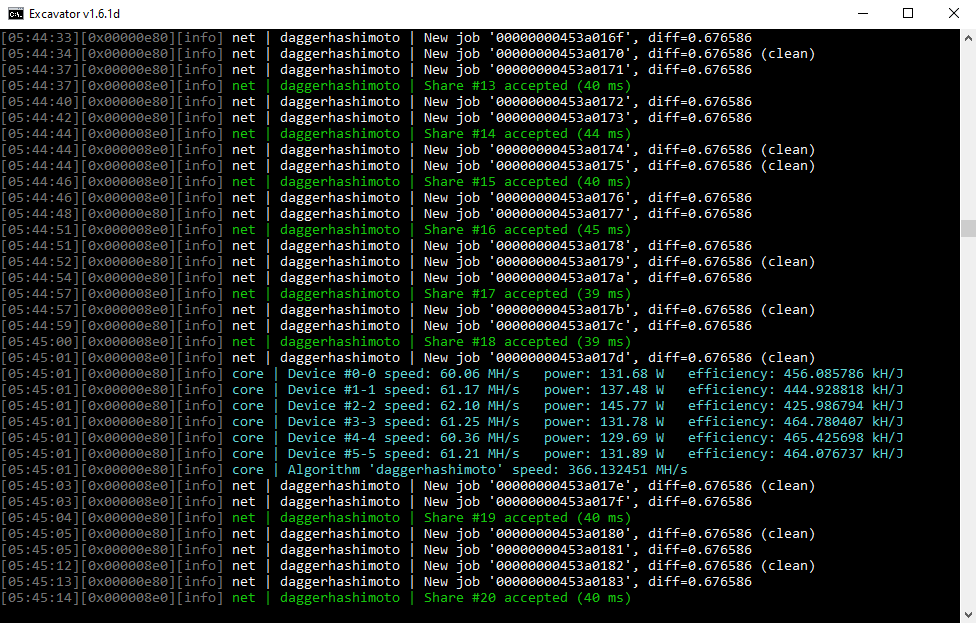 Excavator v1.6.1d
[05:44:33][0x00000e80][info] net | daggerhashimoto | New job '00000000453a016f', diff=0.676586
[05:44:34][0x00000e80][info] net | daggerhashimoto | New job '00000000453a0170', diff=0.676586 (clean)
[05:44:37][0x00000e80][info] net | daggerhashimoto | New job '00000000453a0171', diff=0.676586
[05:44:37][0x000008e0][info] net | daggerhashimoto | Share #13 accepted (40 ms)
[05:44:40][0x00000e80][info] net | daggerhashimoto | New job '00000000453a0172', diff=0.676586
[05:44:42][0x00000e80][info] net | daggerhashimoto | New job '00000000453a0173', diff=0.676586
[05:44:44][0x000008e0][info] net | daggerhashimoto | Share #14 accepted (44 ms)
[05:44:44][0x00000e80][info] net | daggerhashimoto | New job '00000000453a0174', diff=0.676586 (clean)
[05:44:44][0x00000e80][info] net | daggerhashimoto | New job '00000000453a0175', diff=0.676586 (clean)
[05:44:46][0x000008e0][info] net | daggerhashimoto | Share #15 accepted (40 ms)
[05:44:46][0x00000e80][info] net | daggerhashimoto | New job '00000000453a0176', diff=0.676586
[05:44:48][0x00000e80][info] net | daggerhashimoto | New job '00000000453a0177', diff=0.676586
[05:44:51][0x000008e0][info] net | daggerhashimoto | Share #16 accepted (45 ms)
[05:44:51][0x00000e80][info] net | daggerhashimoto | New job '00000000453a0178', diff=0.676586
[05:44:52][0x00000e80][info] net | daggerhashimoto | New job '00000000453a0179', diff=0.676586 (clean)
[05:44:54][0x00000e80][info] net | daggerhashimoto | New job '00000000453a017a', diff=0.676586
[05:44:57][0x000008e0][info] net | daggerhashimoto | Share #17 accepted (39 ms)
[05:44:57][0x00000e80][info] net | daggerhashimoto | New job '00000000453a017b', diff=0.676586 (clean)
[05:44:59][0x00000e80][info] net | daggerhashimoto | New job '00000000453a017c', diff=0.676586
[05:45:00][0x000008e0][info] net | daggerhashimoto | Share #18 accepted (39 ms)
[05:45:01][0x00000e80][info] net | daggerhashimoto | New job '00000000453a017d', diff=0.676586 (clean)
[05:45:01][0x00000e80][info] core | Device #0-0 speed: 60.06 MH/s power: 131.68 W efficiency: 456.085786 kH/J
[05:45:01][0x00000e80][info] core | Device #1-1 speed: 61.17 MH/s power: 137.48 W efficiency: 444.928818 kH/J
[05:45:01][0x00000e80][info] core | Device #2-2 speed: 62.10 MH/s power: 145.77 W efficiency: 425.986794 kH/J
[05:45:01][0x00000e80][info] core | Device #3-3 speed: 61.25 MH/s power: 131.78 W efficiency: 464.780407 kH/J
[05:45:01][0x00000e80][info] core | Device #4-4 speed: 60.36 MH/s power: 129.69 W efficiency: 465.425698 kH/J
[05:45:01][0x00000e80][info] core | Device #5-5 speed: 61.21 MH/s power: 131.89 W efficiency: 464.076737 kH/J
[05:45:01][0x00000e80][info] core | Algorithm 'daggerhashimoto' speed: 366.132451 MH/s
[05:45:03][0x00000e80][info] net | daggerhashimoto | New job '00000000453a017e', diff=0.676586 (clean)
[05:45:03][0x00000e80][info] net | daggerhashimoto | New job '00000000453a017f', diff=0.676586
[05:45:04][0x000008e0][info] net | daggerhashimoto | Share #19 accepted (40 ms)
[05:45:05][0x00000e80][info] net | daggerhashimoto | New job '00000000453a0180', diff=0.676586 (clean)
[05:45:05][0x00000e80][info] net | daggerhashimoto | New job '00000000453a0181', diff=0.676586
[05:45:12][0x00000e80][info] net | daggerhashimoto | New job '00000000453a0182', diff=0.676586 (clean)
[05:45:13][0x00000e80][info] net | daggerhashimoto | New job '00000000453a0183', diff=0.676586
[05:45:14][0x000008e0][info] net | daggerhashimoto | Share #20 accepted (40 ms)